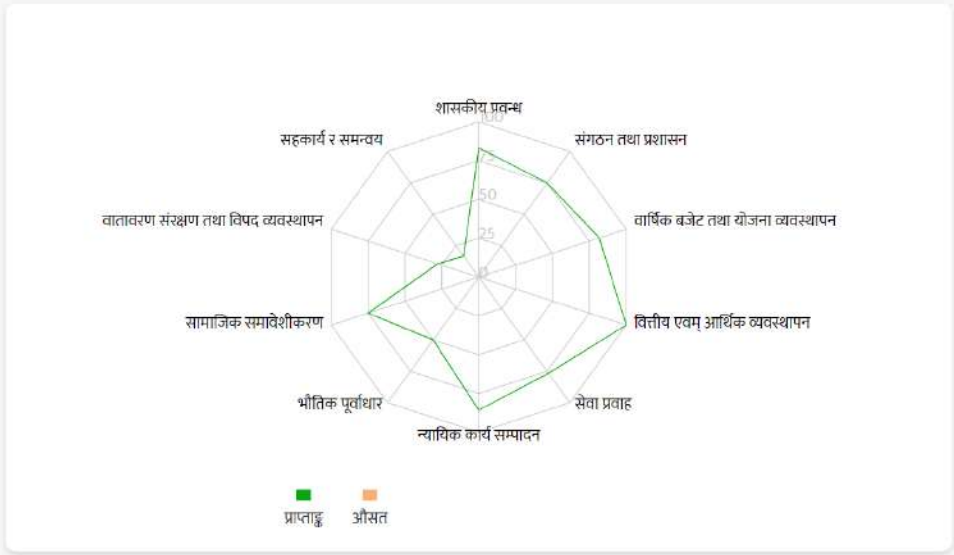 शासकीय प्रवन्ध
100
सहकार्य र समन्वय
संगठन तथा प्रशासन
75
50
वातावरण संरक्षण तथा विपद व्यवस्थापन
वार्षिक बजेट तथा योजना व्यवस्थापन
25
0
सामाजिक समावेशीकरण
वित्तीय एवम् आर्थिक व्यवस्थापन
भौतिक पूर्वाधार
सेवा प्रवाह
न्यायिक कार्य सम्पादन
प्राप्ताङ्क
औसत